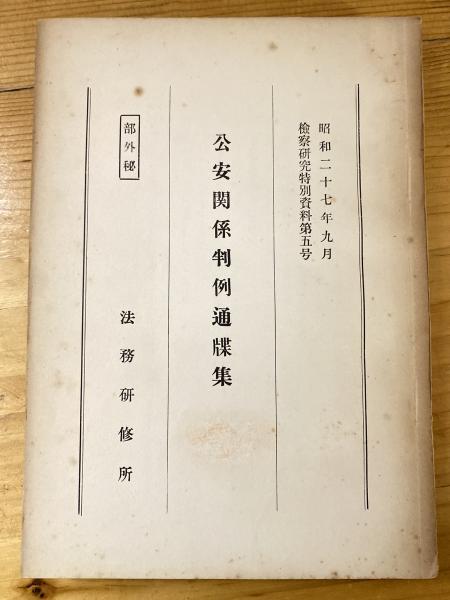 昭和二十七年九月
檢察研究特別資料第五号
公安関係判例通牒集
部外秘
法務研修所